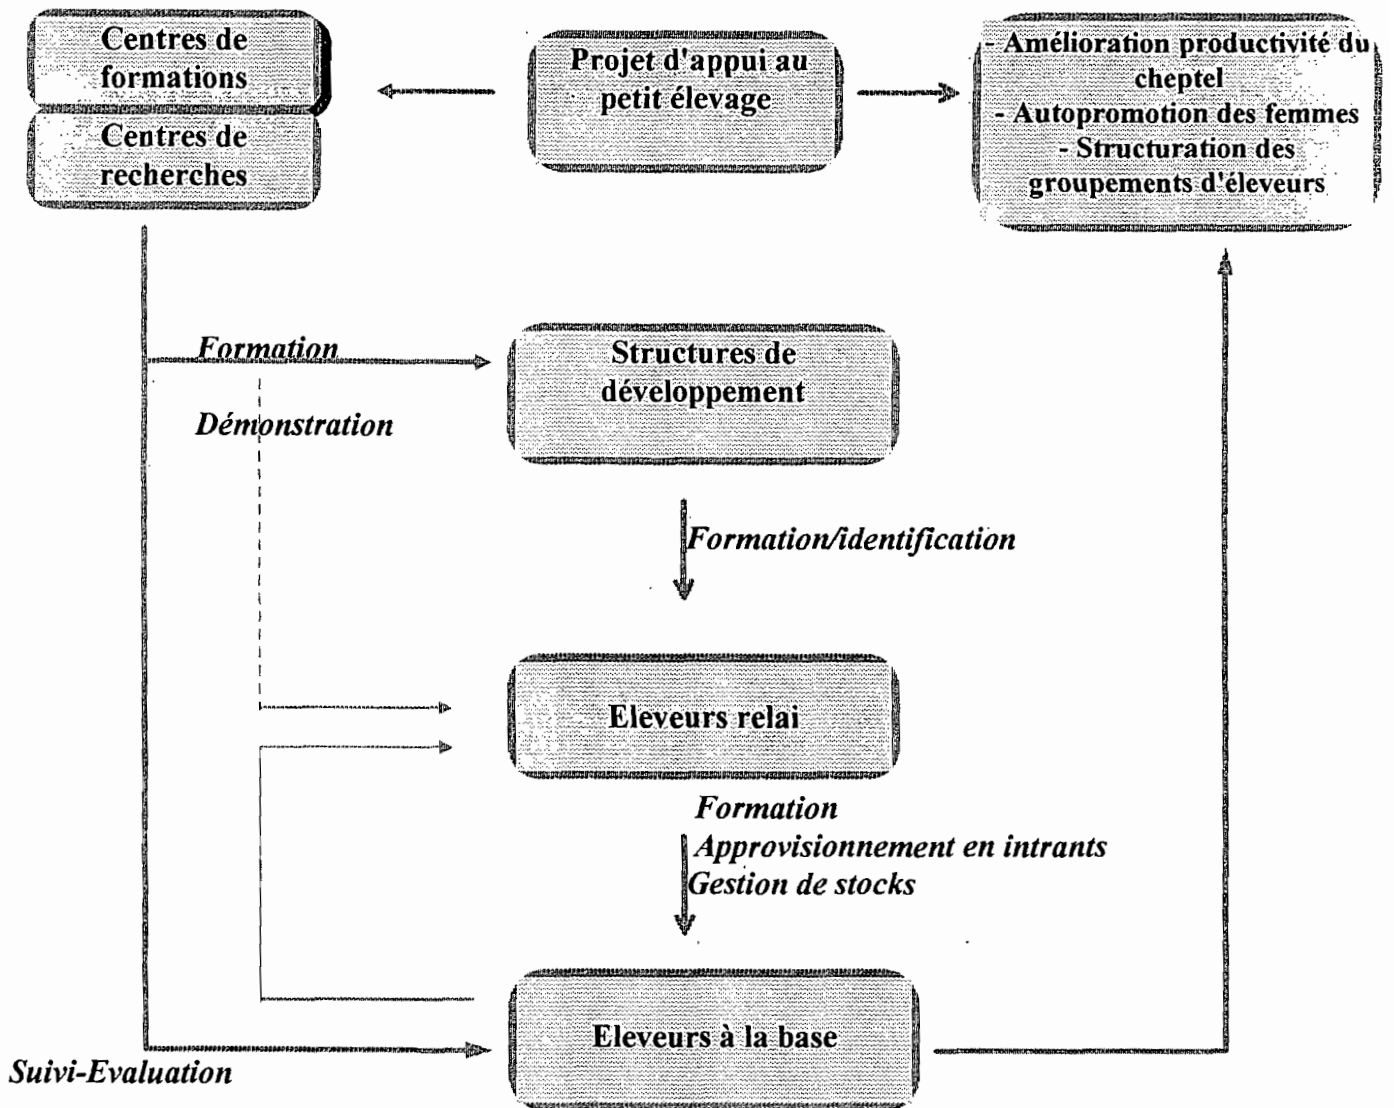 Centres de
formations
Centres de
recherches
Projet d'appui au
petit élevage
- Amélioration productivité du
cheptel
- Autopromotion des femmes
- Structuration des
groupements d'éleveurs
Formation
Démonstration
Structures de
développement
Formation/identification
Eleveurs relai
Formation
Approvisionnement en intrants
Gestion de stocks
Eleveurs à la base
Suivi-Evaluation